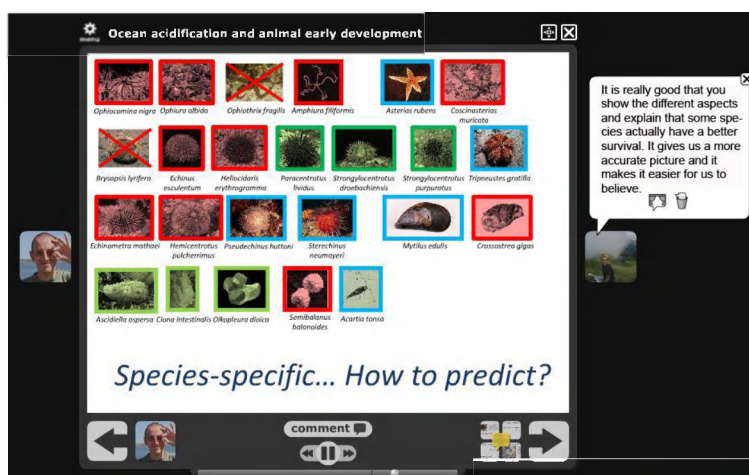 Ocean acidification and animal early development
menu
Ophiocomina nigra Ophiura albida Ophiothrix fragilis Amphiura filiformis Asterias rubens Coscinasterias
muricata
Brysopsis lyrifera Echinus
esculentum Heliocidaris
erythrogramma Paracentrotus
lividus Strongylocentrotus
droebachiensis Strongylocentrotus
purpuratus Tripneustes gratilla
Echinometra mathaei Hemicentrotus
pulcherrimus Pseudechinus huttoni Sterechinus
neumayeri Mytilus edulis Crossostrea gigas
Ascidiella aspersa Ciona intestinalis Oikopleura dioica Semibalanus
balanoides Acartia tonsa
Species-specific... How to predict?
comment
It is really good that you
show the different aspects
and explain that some spe-
cies actually have a better
survival. It gives us a more
accurate picture and it
makes it easier for us to
believe.